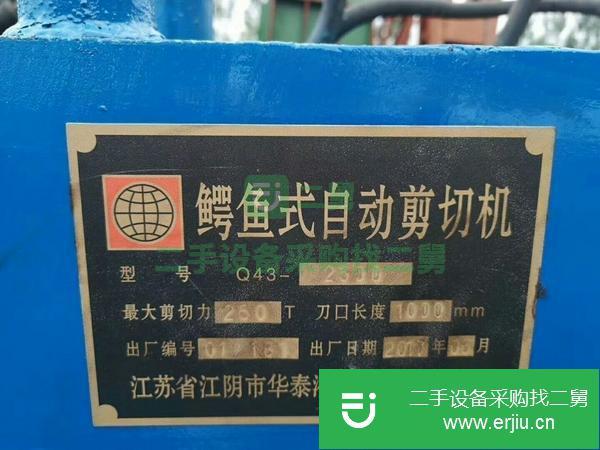 鳄鱼式自动剪切机
二手设备采购找二舅
型 号 Q43-2500
最大剪切力 250 T 刀口长度 1000 mm
出厂编号 出厂日期 年 03 月
江苏省江阴市华泰
二手设备采购找二舅
www.erjiu.cn